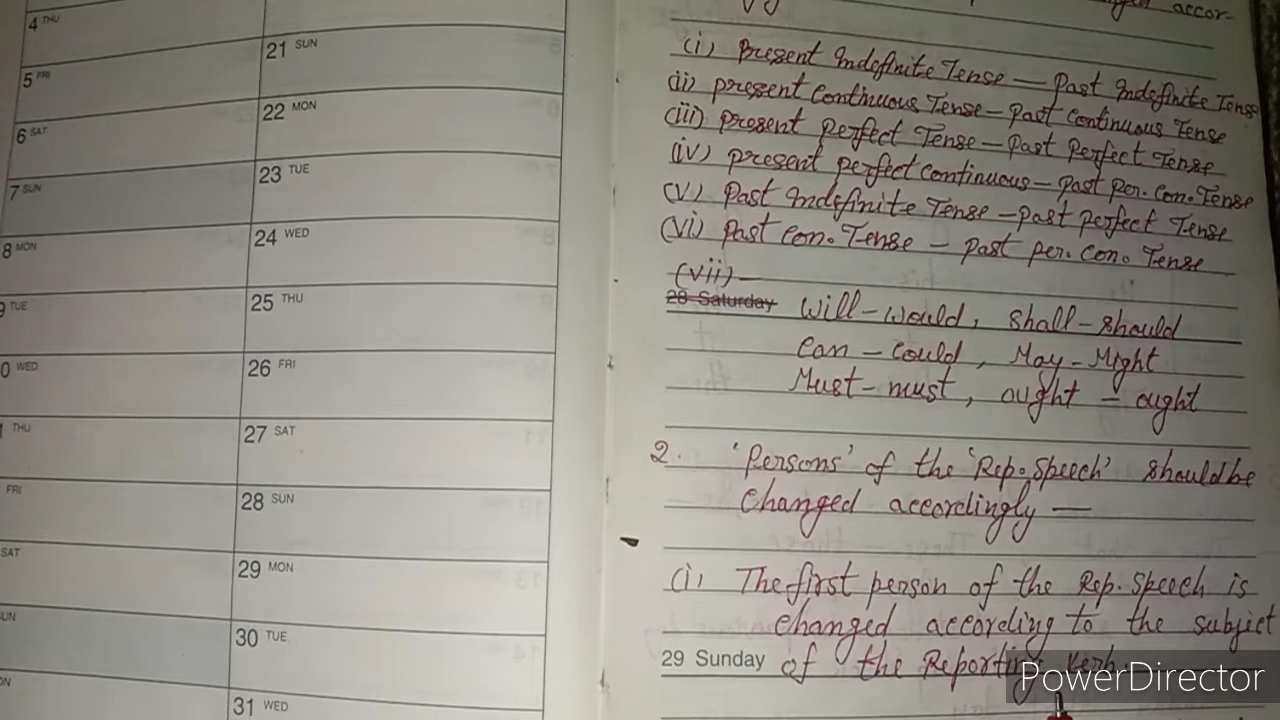 4 THU
5 FRI
6 SAT
7 SUN
8 MON
9 TUE
0 WED
THU
FRI
SAT
UN
ON
21 SUN
22 MON
23 TUE
24 WED
25 THU
26 FRI
27 SAT
28 SUN
29 MON
30 TUE
31 WED
accor-
(i) Present Indefinite Tense — Past Indefinite Tense
(ii) present Continuous Tense — Past Continuous Tense
(iii) present perfect Tense — Past Perfect Tense
(iv) present perfect continuous — past per. con. Tense
(v) Past Indefinite Tense — past perfect Tense
(vi) Past con. Tense — past per. con. Tense
(vii) —
28 Saturday Will – Would, Shall – Should
Can – Could, May – Might
Must – must, ought – ought
2. 'Persons' of the 'Rep. Speech' should be
Changed accordingly —
(i) The first person of the Rep. Speech is
changed according to the subject
29 Sunday of the Reporting verb.
PowerDirector